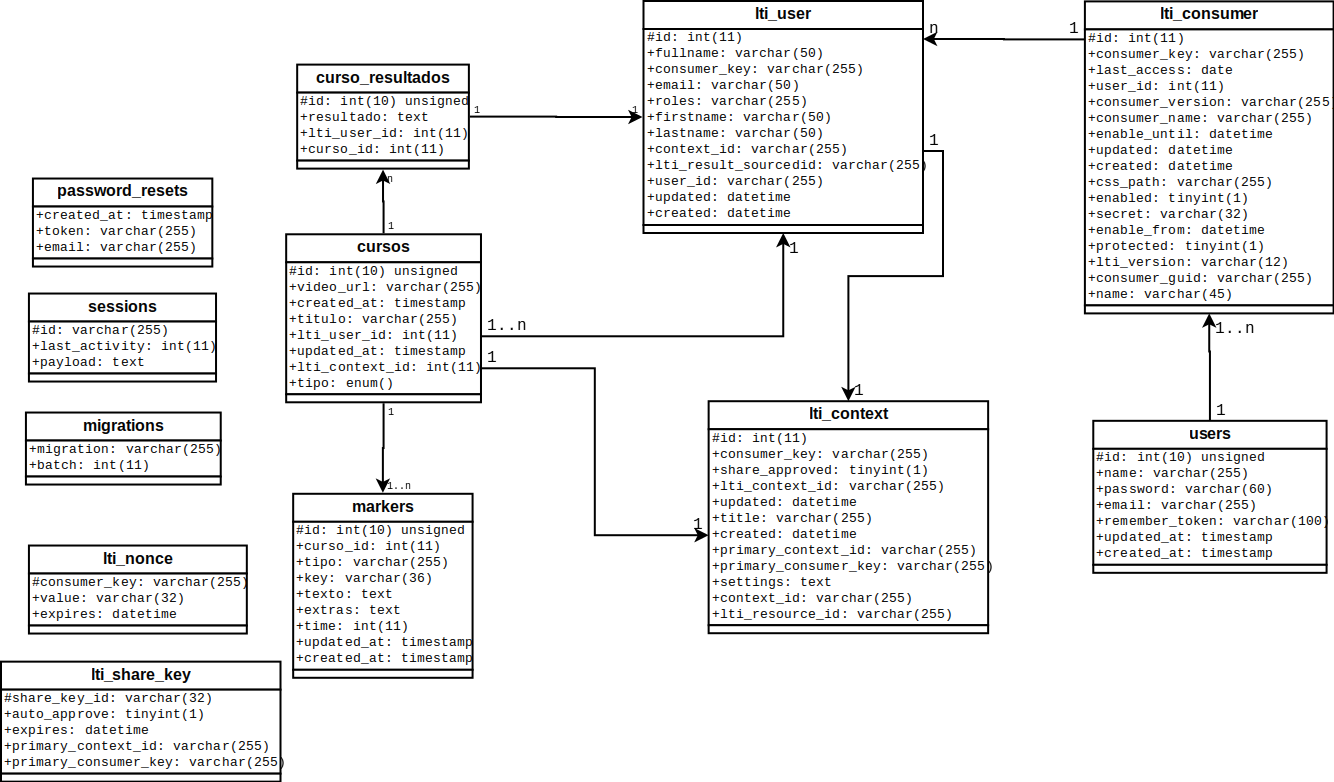 lti_user
#id: int(11)
+fullname: varchar(50)
+consumer_key: varchar(255)
+email: varchar(50)
+roles: varchar(255)
+firstname: varchar(50)
+lastname: varchar(50)
+context_id: varchar(255)
+lti_result_sourcedid: varchar(255)
+user_id: varchar(255)
+updated: datetime
+created: datetime
n
1
lti_consumer
#id: int(11)
+consumer_key: varchar(255)
+last_access: date
+user_id: int(11)
+consumer_version: varchar(255)
+consumer_name: varchar(255)
+enable_until: datetime
+updated: datetime
+created: datetime
+css_path: varchar(255)
+enabled: tinyint(1)
+secret: varchar(32)
+enable_from: datetime
+protected: tinyint(1)
+lti_version: varchar(12)
+consumer_guid: varchar(255)
+name: varchar(45)
curso_resultados
#id: int(10) unsigned
+resultado: text
+lti_user_id: int(11)
+curso_id: int(11)
1
1
n
1
password_resets
+created_at: timestamp
+token: varchar(255)
+email: varchar(255)
cursos
#id: int(10) unsigned
+video_url: varchar(255)
+created_at: timestamp
+titulo: varchar(255)
+lti_user_id: int(11)
+updated_at: timestamp
+lti_context_id: int(11)
+tipo: enum()
1..n
1
1
1
1
1
1
1..n
sessions
#id: varchar(255)
+last_activity: int(11)
+payload: text
migrations
+migration: varchar(255)
+batch: int(11)
markers
#id: int(10) unsigned
+curso_id: int(11)
+tipo: varchar(255)
+key: varchar(36)
+texto: text
+extras: text
+time: int(11)
+updated_at: timestamp
+created_at: timestamp
lti_context
#id: int(11)
+consumer_key: varchar(255)
+share_approved: tinyint(1)
+lti_context_id: varchar(255)
+updated: datetime
+title: varchar(255)
+created: datetime
+primary_context_id: varchar(255)
+primary_consumer_key: varchar(255)
+settings: text
+context_id: varchar(255)
+lti_resource_id: varchar(255)
1..n
1
users
#id: int(10) unsigned
+name: varchar(255)
+password: varchar(60)
+email: varchar(255)
+remember_token: varchar(100)
+updated_at: timestamp
+created_at: timestamp
lti_nonce
#consumer_key: varchar(255)
+value: varchar(32)
+expires: datetime
lti_share_key
#share_key_id: varchar(32)
+auto_approve: tinyint(1)
+expires: datetime
+primary_context_id: varchar(255)
+primary_consumer_key: varchar(255)